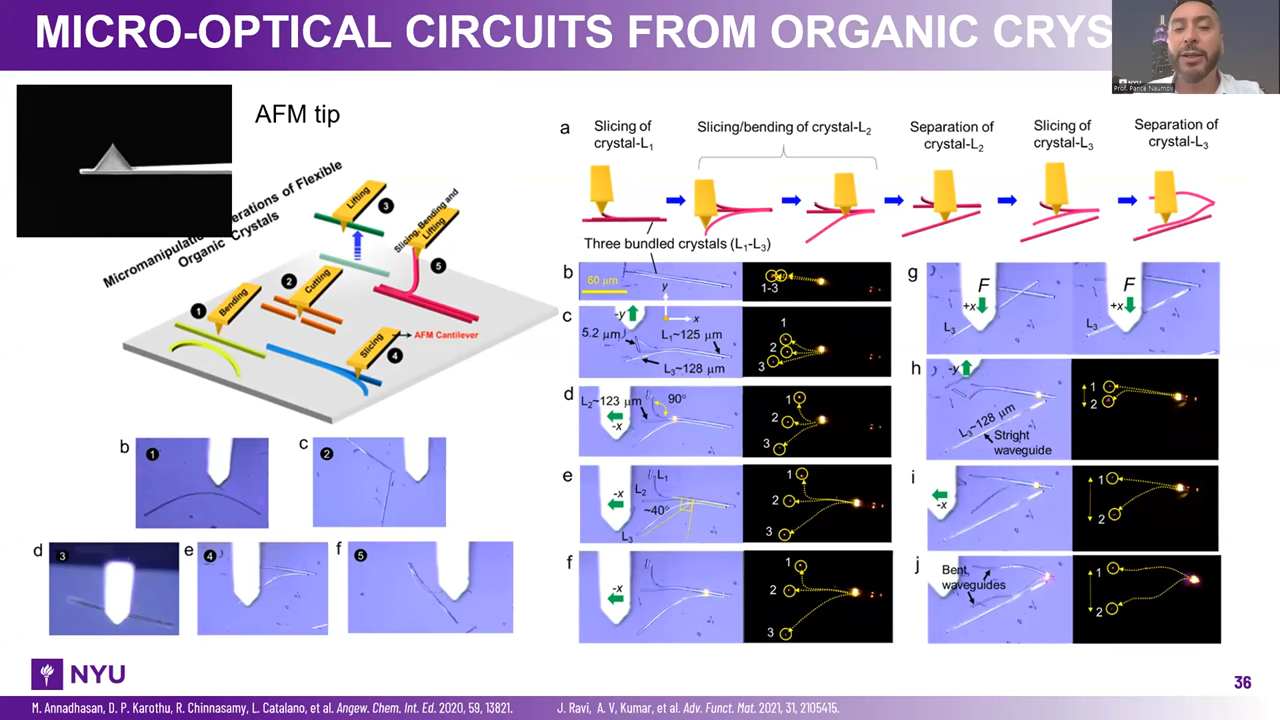 MICRO-OPTICAL CIRCUITS FROM ORGANIC CRYS
NYU
Prof. Pance Naumov
AFM tip
Organic Crystals
Lifting
3
Slicing, Bending and
Lifting
5
2
Cutting
1
Bending
Slicing
4
AFM Cantilever
b
1
c
2
d
3
e
4
f
5
a
Slicing of
crystal-L1
Slicing/bending of crystal-L2
Separation of
crystal-L2
Slicing of
crystal-L3
Separation of
crystal-L3
Three bundled crystals (L1-L3)
b
60 μm
y
x
1-3
c
-y
5.2 μm
L1~125 μm
L3~128 μm
1
2
3
d
L2~123 μm
90°
-x
1
2
3
e
-x
L1
L2
~40°
L3
1
2
3
f
-x
1
2
3
g
F
+x
L3
F
+x
L3
h
-y
L3~128 μm
Stright
waveguide
1
2
i
-x
1
2
j
Bent
waveguides
1
2
NYU
36
M. Annadhasan, D. P. Karothu, R. Chinnasamy, L. Catalano, et al. Angew. Chem. Int. Ed. 2020, 59, 13821.
J. Ravi, A. V, Kumar, et al. Adv. Funct. Mat. 2021, 31, 2105415.